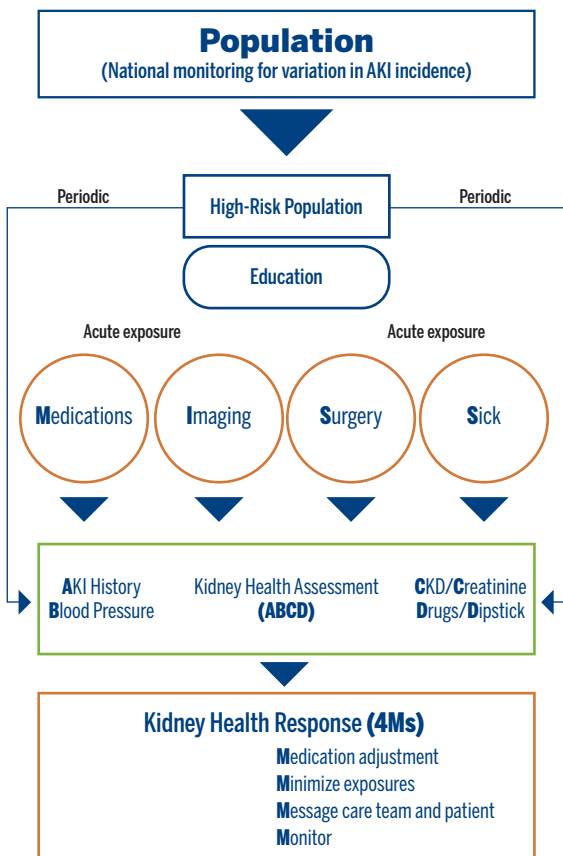 Population
(National monitoring for variation in AKI incidence)
Periodic
High-Risk Population
Periodic
Education
Acute exposure
Acute exposure
Medications
Imaging
Surgery
Sick
AKI History
Blood Pressure
Kidney Health Assessment
(ABCD)
CKD/Creatinine
Drugs/Dipstick
Kidney Health Response (4Ms)
Medication adjustment
Minimize exposures
Message care team and patient
Monitor